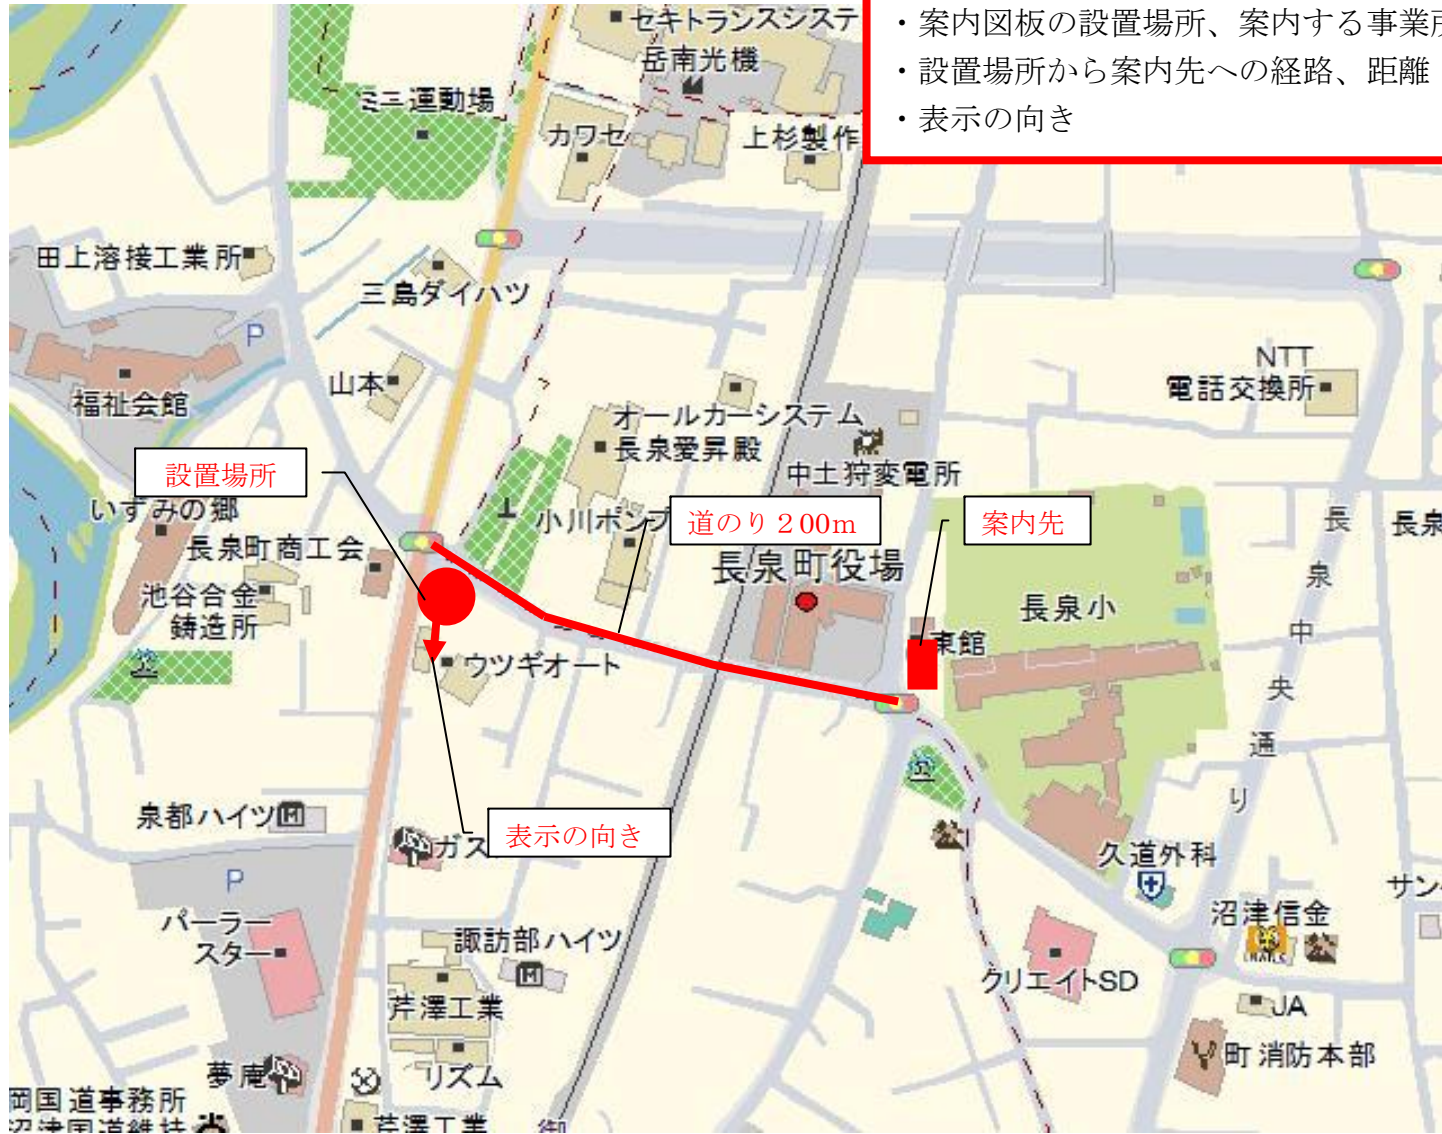 ・案内図板の設置場所、案内する事業所
・設置場所から案内先への経路、距離
・表示の向き
セキトランスシステ
岳南光機
ミニ運動場
カワセ
上杉製作
田上溶接工業所
三島ダイハツ
P
福祉会館
山本
NTT
電話交換所
オールカーシステム
長泉愛昇殿
中土狩変電所
設置場所
いずみの郷
長泉町商工会
小川ポンプ
道のり200m
案内先
長泉町役場
長泉
長泉中央通り
池谷合金
鋳造所
長泉小
東館
ウツギオート
泉都ハイツ
ガス
表示の向き
久道外科
P
パーラー
スター
諏訪部ハイツ
サン
沼津信金
クリエイトSD
芹澤工業
JA
夢庵
リズム
町消防本部
岡国道事務所
沼津国道維持
芹澤工業
御